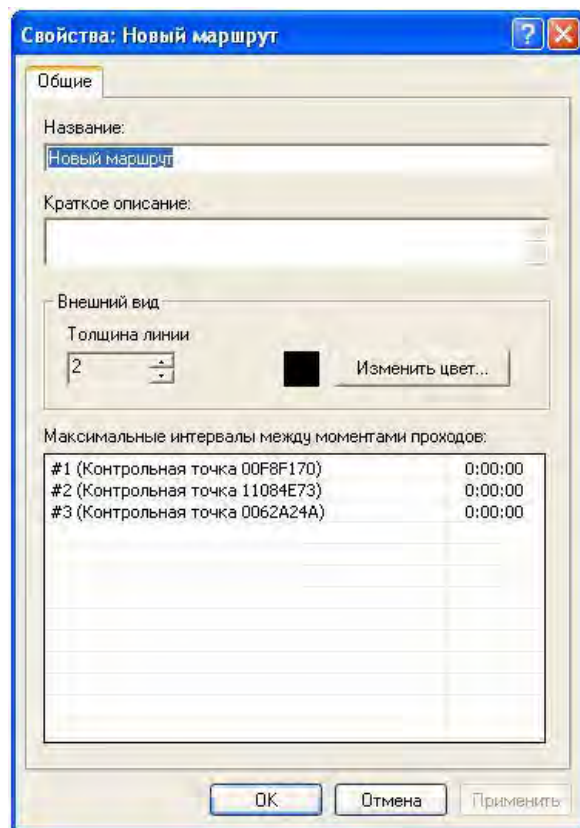 Свойства: Новый маршрут
Общие
Название:
Новый маршрут
Краткое описание:
Внешний вид
Толщина линии
2
Изменить цвет...
Максимальные интервалы между моментами проходов:
#1 (Контрольная точка 00F8F170) 0:00:00
#2 (Контрольная точка 11084E73) 0:00:00
#3 (Контрольная точка 0062A24A) 0:00:00
OK Отмена Применить